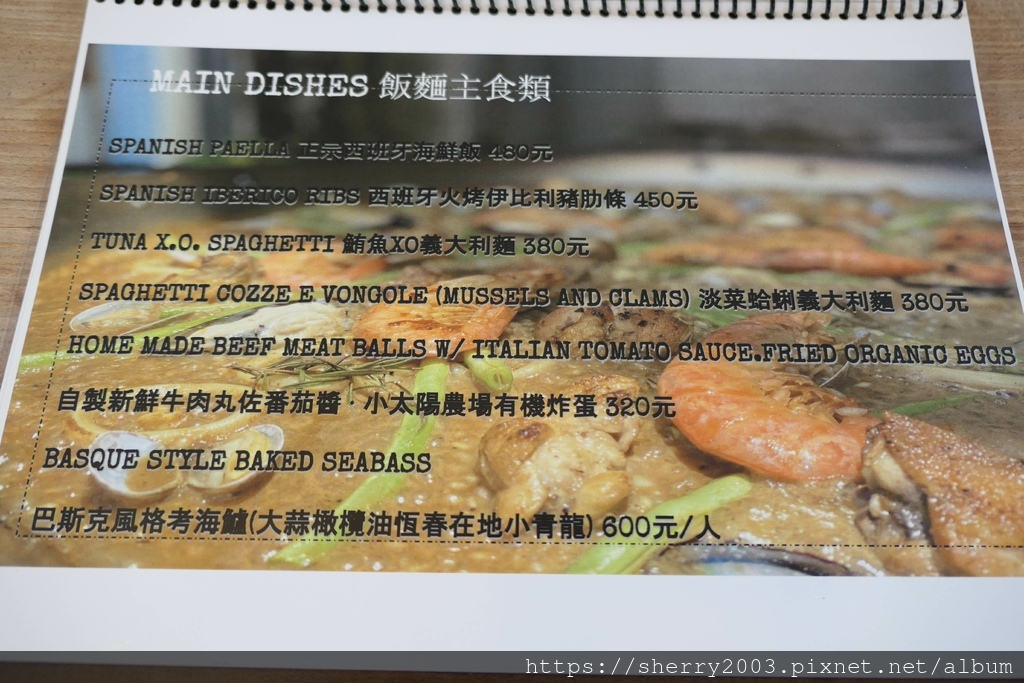 MAIN DISHES 飯麵主食類
SPANISH PAELLA 正宗西班牙海鮮飯 480元
SPANISH IBERICO RIBS 西班牙火烤伊比利豬肋條 450元
TUNA X.O. SPAGHETTI 鮪魚XO義大利麵 380元
SPAGHETTI COZZE E VONGOLE (MUSSELS AND CLAMS) 淡菜蛤蜊義大利麵 380元
HOME MADE BEEF MEAT BALLS W/ ITALIAN TOMATO SAUCE.FRIED ORGANIC EGGS
自製新鮮牛肉丸佐番茄醬．小太陽農場有機炸蛋 320元
BASQUE STYLE BAKED SEABASS
巴斯克風格考海鱸(大蒜橄欖油恆春在地小青龍) 600元/人
https://sherry2003.pixnet.net/album